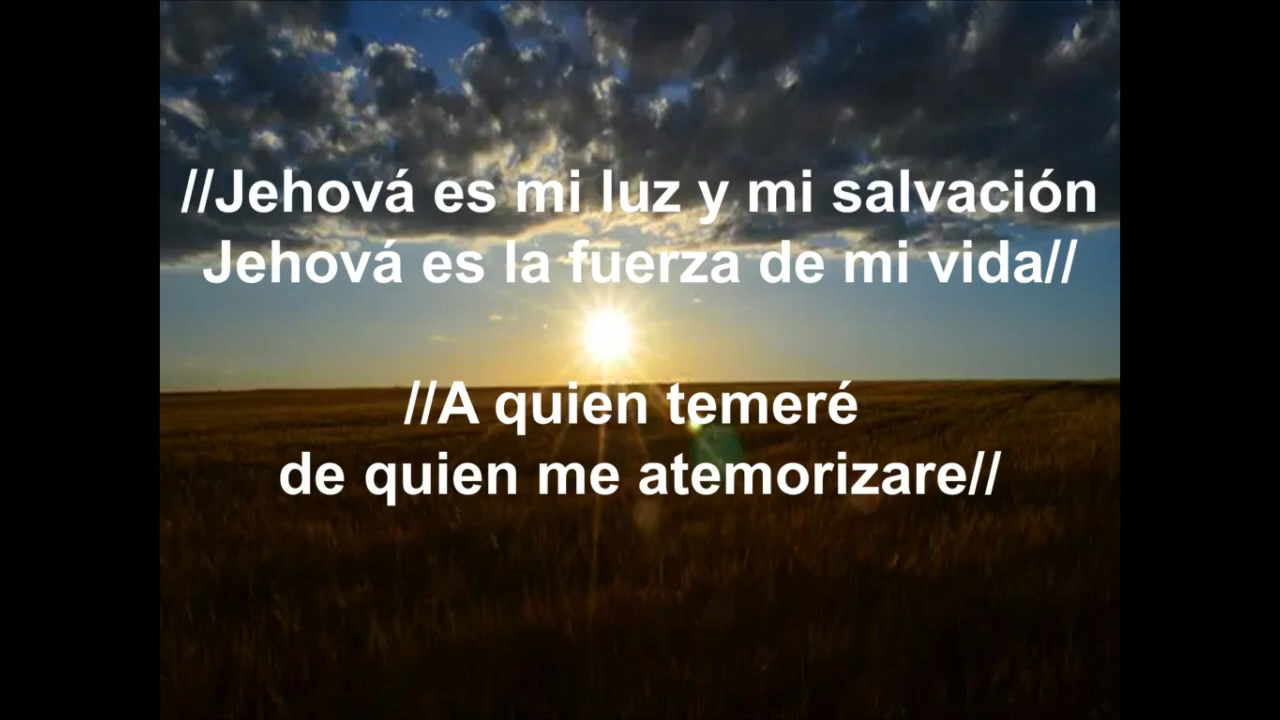 //Jehová es mi luz y mi salvación
Jehová es la fuerza de mi vida//
//A quien temeré
de quien me atemorizare//